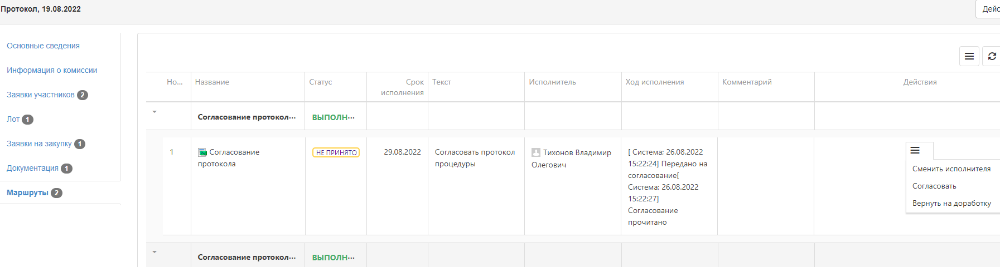 Протокол, 19.08.2022
Дейс
Основные сведения
Информация о комиссии
Заявки участников 2
Лот 1
Заявки на закупку 1
Документация 1
Маршруты 2
Но... Название Статус Срок исполнения Текст Исполнитель Ход исполнения Комментарий Действия
Согласование протокол... ВЫПОЛН...
1
Согласование
протокола
НЕ ПРИНЯТО
29.08.2022
Согласовать протокол
процедуры
Тихонов Владимир
Олегович
[ Система; 26.08.2022
15:22:24] Передано на
согласование[
Система; 26.08.2022
15:22:27]
Согласование
прочитано
Сменить исполнителя
Согласовать
Вернуть на доработку
Согласование протокол... ВЫПОЛН...